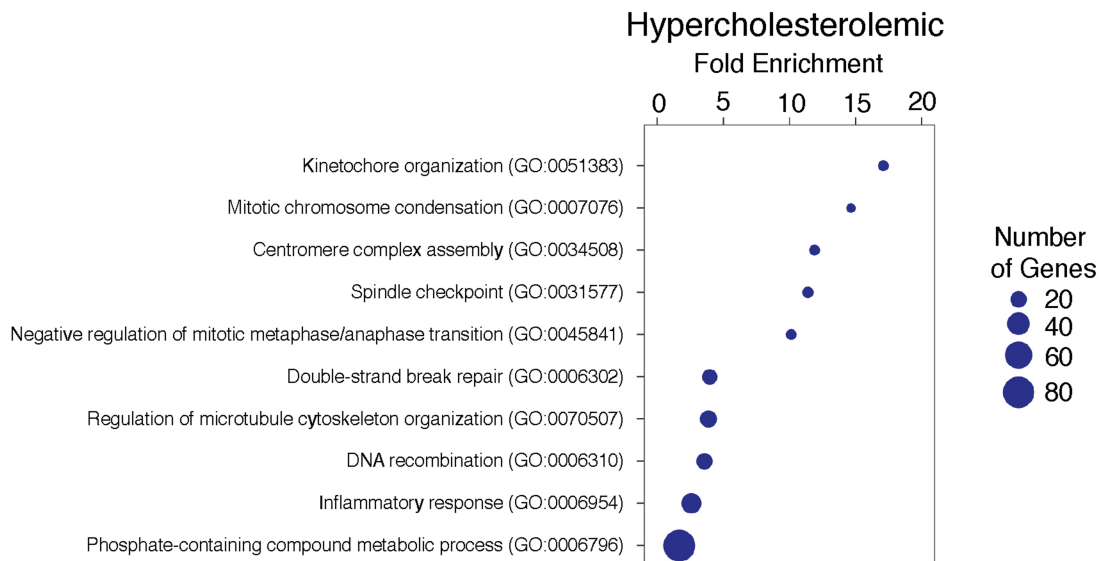 Hypercholesterolemic
Fold Enrichment
0 5 10 15 20
Kinetochore organization (GO:0051383)
Mitotic chromosome condensation (GO:0007076)
Centromere complex assembly (GO:0034508)
Spindle checkpoint (GO:0031577)
Negative regulation of mitotic metaphase/anaphase transition (GO:0045841)
Double-strand break repair (GO:0006302)
Regulation of microtubule cytoskeleton organization (GO:0070507)
DNA recombination (GO:0006310)
Inflammatory response (GO:0006954)
Phosphate-containing compound metabolic process (GO:0006796)
Number
of Genes
20
40
60
80